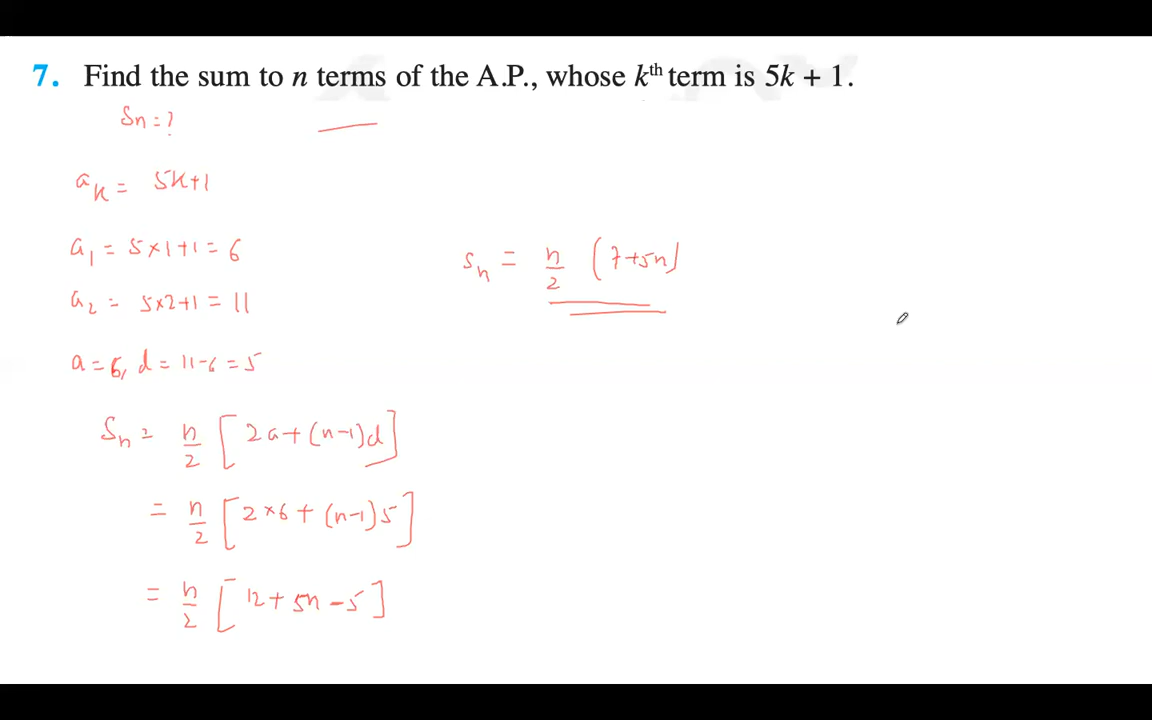 7. Find the sum to n terms of the A.P., whose kth term is 5k + 1.
Sn = ?
aK = 5K+1
a1 = 5×1+1 = 6
a2 = 5×2+1 = 11
a = 6, d = 11-6 = 5
Sn = n/2 [2a+(n-1)d]
= n/2 [2×6+(n-1)5]
= n/2 [12+5n-5]
Sn = n/2 (7+5n)